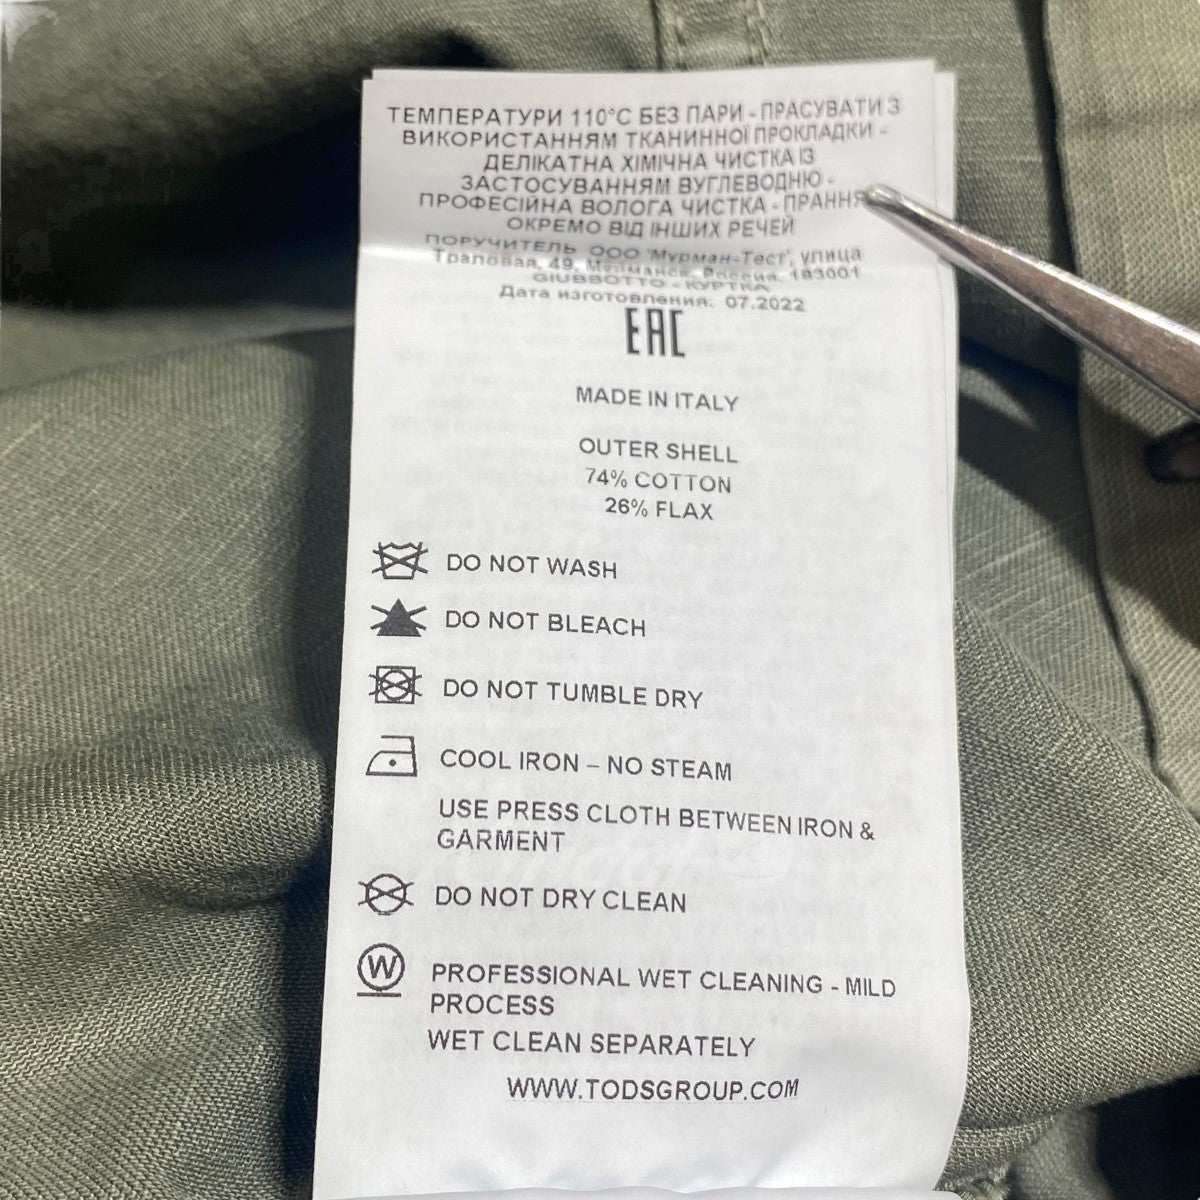 ТЕМПЕРАТУРИ 110°C БЕЗ ПАРИ - ПРАСУВАТИ З
ВИКОРИСТАННЯМ ТКАНИННОЇ ПРОКЛАДКИ -
ДЕЛІКАТНА ХІМІЧНА ЧИСТКА ІЗ
ЗАСТОСУВАННЯМ ВУГЛЕВОДНЮ -
ПРОФЕСІЙНА ВОЛОГА ЧИСТКА - ПРАННЯ
ОКРЕМО ВІД ІНШИХ РЕЧЕЙ
ПОРУЧИТЕЛЬ ООО 'Мурман-Тест', улица
Траловая, 49, Мурманск, Россия, 183001
GIUBBOTTO - КУРТКА
Дата изготовления: 07.2022
EAC
MADE IN ITALY
OUTER SHELL
74% COTTON
26% FLAX
DO NOT WASH
DO NOT BLEACH
DO NOT TUMBLE DRY
COOL IRON – NO STEAM
USE PRESS CLOTH BETWEEN IRON &
GARMENT
DO NOT DRY CLEAN
W
PROFESSIONAL WET CLEANING - MILD
PROCESS
WET CLEAN SEPARATELY
WWW.TODSGROUP.COM